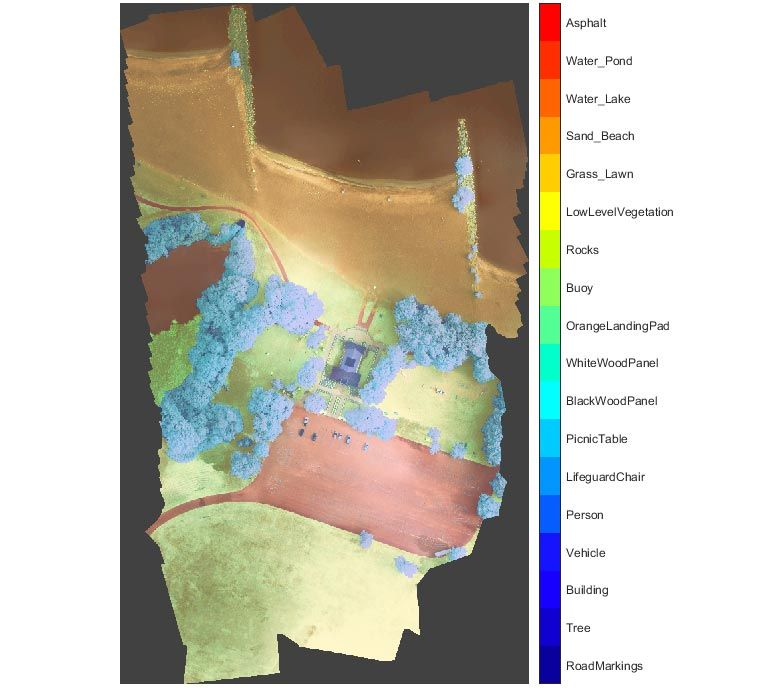 Asphalt
Water_Pond
Water_Lake
Sand_Beach
Grass_Lawn
LowLevelVegetation
Rocks
Buoy
OrangeLandingPad
WhiteWoodPanel
BlackWoodPanel
PicnicTable
LifeguardChair
Person
Vehicle
Building
Tree
RoadMarkings